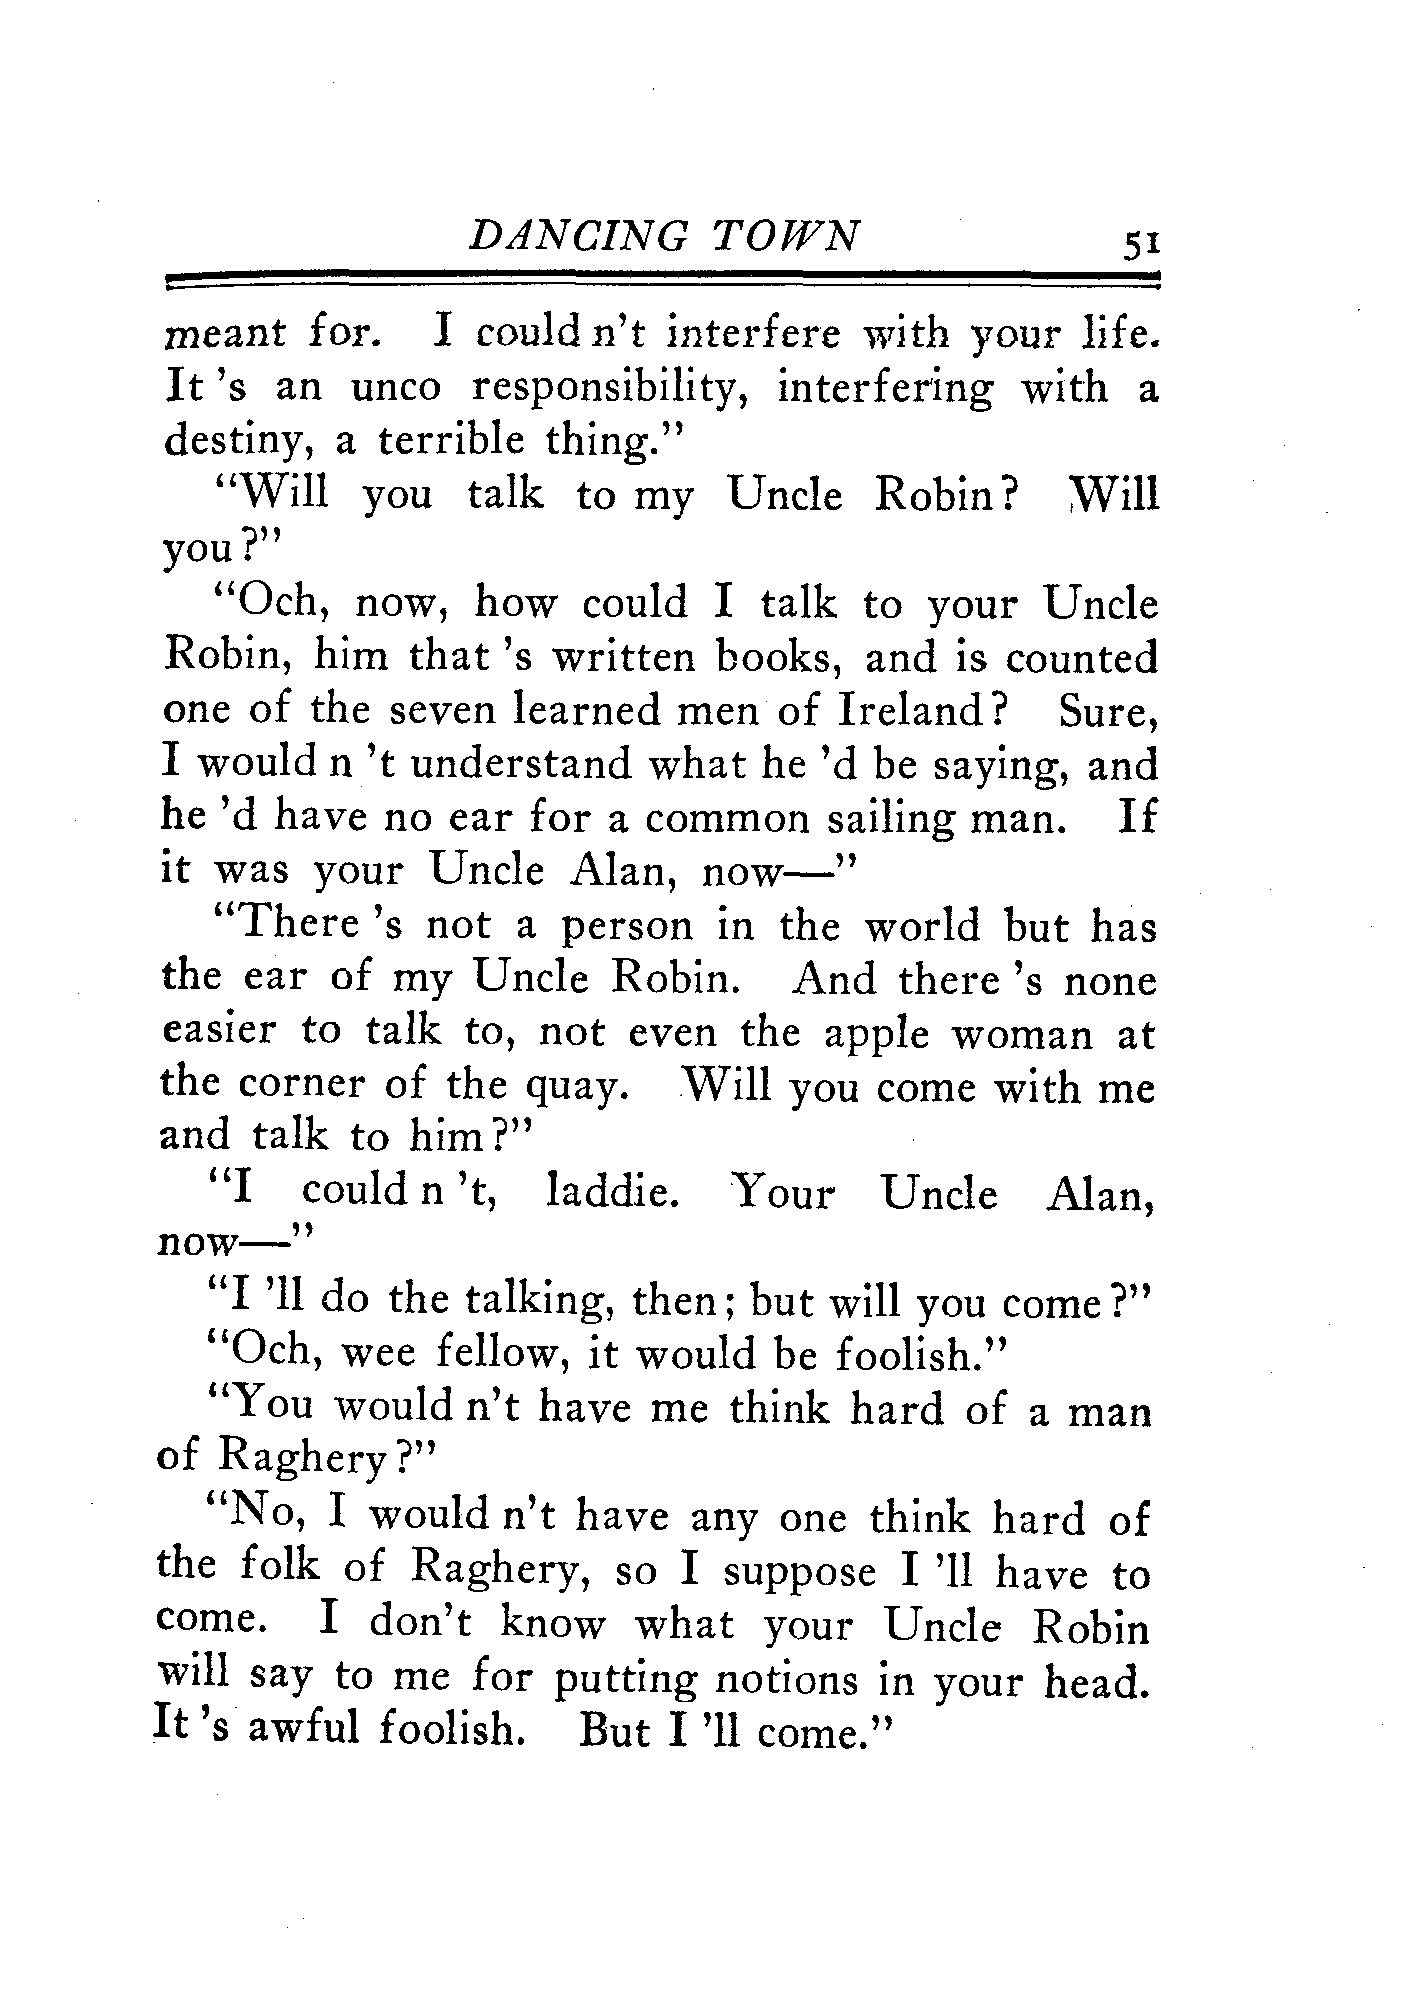 DANCING TOWN 51
meant for. I could n't interfere with your life.
It 's an unco responsibility, interfering with a
destiny, a terrible thing."
"Will you talk to my Uncle Robin? Will
you?"
"Och, now, how could I talk to your Uncle
Robin, him that 's written books, and is counted
one of the seven learned men of Ireland? Sure,
I would n 't understand what he 'd be saying, and
he 'd have no ear for a common sailing man. If
it was your Uncle Alan, now—"
"There 's not a person in the world but has
the ear of my Uncle Robin. And there 's none
easier to talk to, not even the apple woman at
the corner of the quay. Will you come with me
and talk to him?"
"I could n 't, laddie. Your Uncle Alan,
now—"
"I 'll do the talking, then; but will you come?"
"Och, wee fellow, it would be foolish."
"You would n't have me think hard of a man
of Raghery?"
"No, I would n't have any one think hard of
the folk of Raghery, so I suppose I 'll have to
come. I don't know what your Uncle Robin
will say to me for putting notions in your head.
It 's awful foolish. But I 'll come."